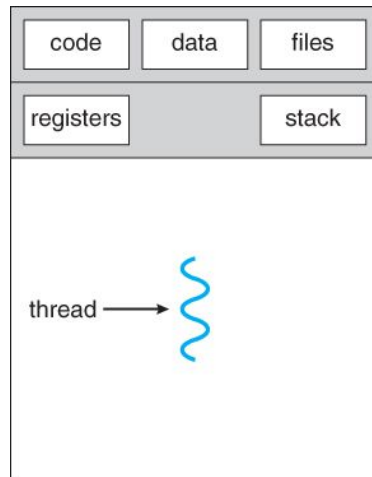 code data files
registers stack
thread